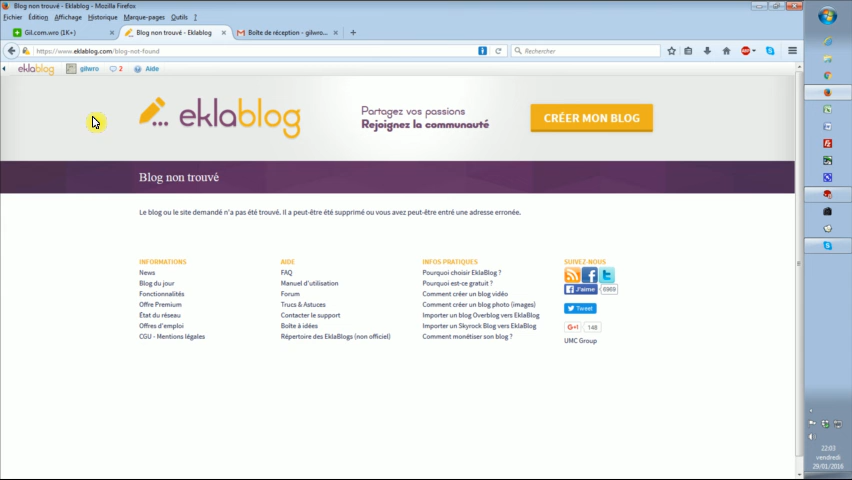 Blog non trouvé - Eklablog - Mozilla Firefox
Fichier Édition Affichage Historique Marque-pages Outils ?
Gil.com.wro (1K+)
Blog non trouvé - Eklablog
Boîte de réception - gilwro...
https://www.eklablog.com/blog-not-found
Rechercher
eklablog
gilwro
2
Aide
eklablog
Partagez vos passions
Rejoignez la communauté
CRÉER MON BLOG
Blog non trouvé
Le blog ou le site demandé n'a pas été trouvé. Il a peut-être été supprimé ou vous avez peut-être entré une adresse erronée.
INFORMATIONS
News
Blog du jour
Fonctionnalités
Offre Premium
État du réseau
Offres d'emploi
CGU - Mentions légales
AIDE
FAQ
Manuel d'utilisation
Forum
Trucs & Astuces
Contacter le support
Boîte à idées
Répertoire des EklaBlogs (non officiel)
INFOS PRATIQUES
Pourquoi choisir EklaBlog ?
Pourquoi est-ce gratuit ?
Comment créer un blog vidéo
Comment créer un blog photo (images)
Importer un blog Overblog vers EklaBlog
Importer un Skyrock Blog vers EklaBlog
Comment monétiser son blog ?
SUIVEZ-NOUS
J'aime 6969
Tweet
G+1 148
UMC Group
22:03
vendredi
29/01/2016